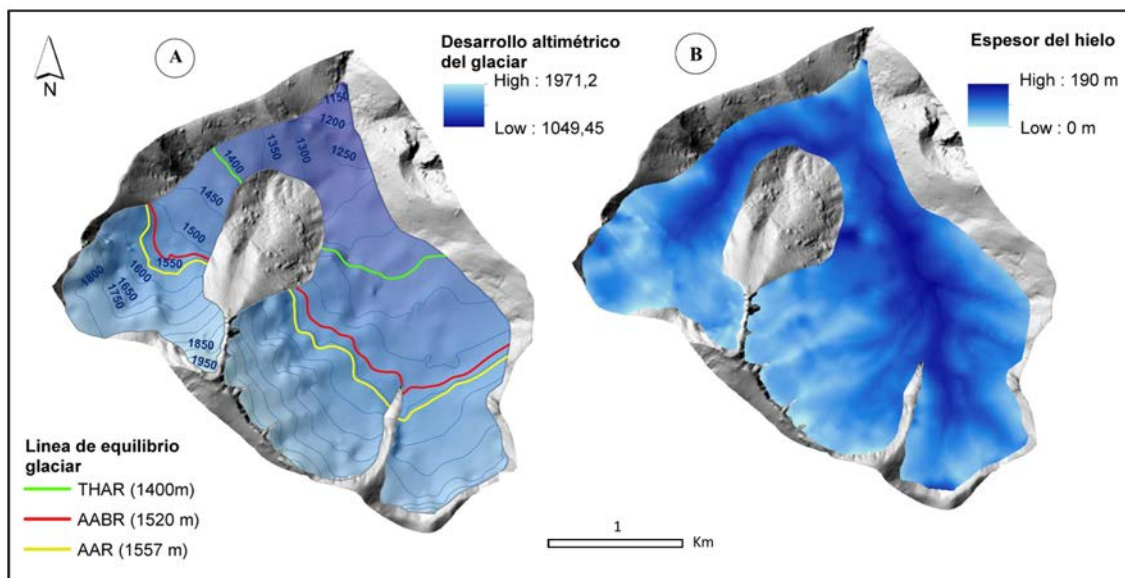 A
Desarrollo altimétrico
del glaciar
High : 1971,2
Low : 1049,45
B
Espesor del hielo
High : 190 m
Low : 0 m
N
1150
1200
1350
1300
1250
1400
1450
1500
1550
1600
1650
1750
1800
1850
1950
Linea de equilibrio
glaciar
THAR (1400m)
AABR (1520 m)
AAR (1557 m)
1
Km